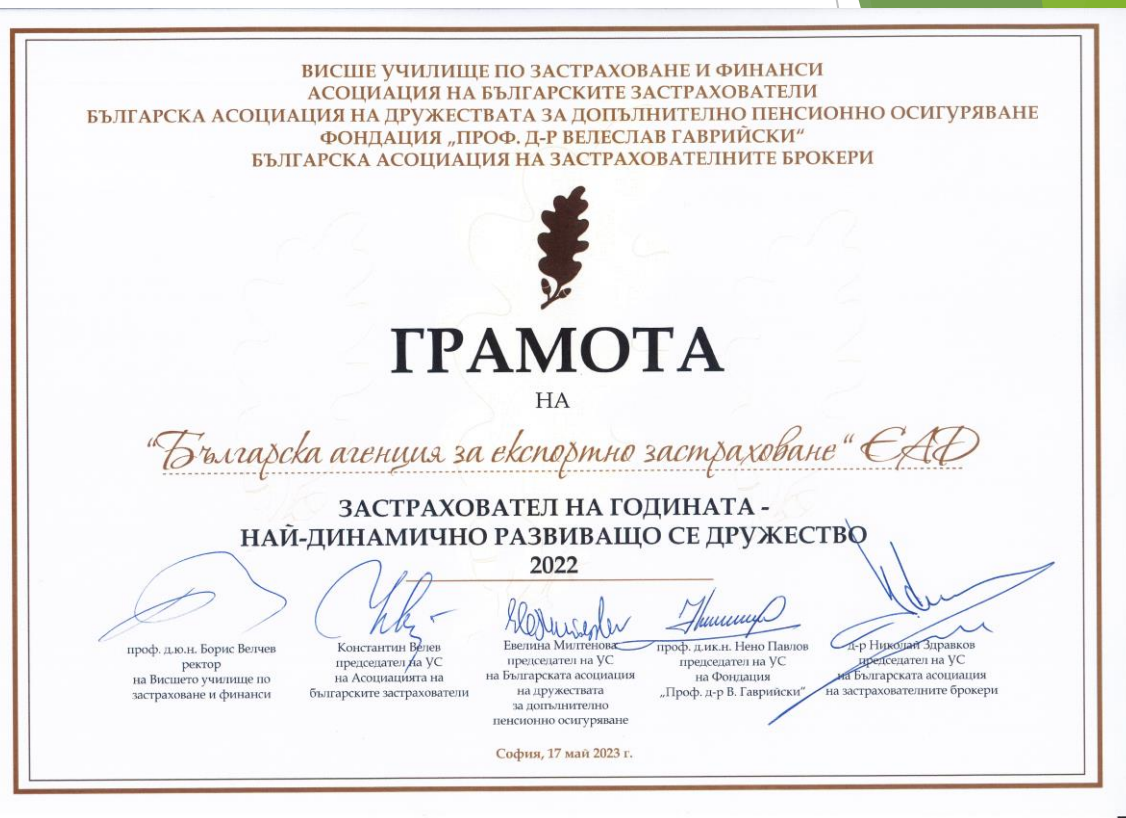 ВИСШЕ УЧИЛИЩЕ ПО ЗАСТРАХОВАНЕ И ФИНАНСИ
АСОЦИАЦИЯ НА БЪЛГАРСКИТЕ ЗАСТРАХОВАТЕЛИ
БЪЛГАРСКА АСОЦИАЦИЯ НА ДРУЖЕСТВАТА ЗА ДОПЪЛНИТЕЛНО ПЕНСИОННО ОСИГУРЯВАНЕ
ФОНДАЦИЯ „ПРОФ. Д-Р ВЕЛЕСЛАВ ГАВРИЙСКИ“
БЪЛГАРСКА АСОЦИАЦИЯ НА ЗАСТРАХОВАТЕЛНИТЕ БРОКЕРИ
ГРАМОТА
НА
“Българска агенция за експортно застраховане“ ЕАД
ЗАСТРАХОВАТЕЛ НА ГОДИНАТА -
НАЙ-ДИНАМИЧНО РАЗВИВАЩО СЕ ДРУЖЕСТВО
2022
проф. д.ю.н. Борис Велчев
ректор
на Висшето училище по
застраховане и финанси
Константин Велев
председател на УС
на Асоциацията на
българските застрахователи
Евелина Милтенова
председател на УС
на Българската асоциация
на дружествата
за допълнително
пенсионно осигуряване
проф. д.ик.н. Нено Павлов
председател на УС
на Фондация
„Проф. д-р В. Гаврийски“
д-р Николай Здравков
председател на УС
на Българската асоциация
на застрахователните брокери
София, 17 май 2023 г.